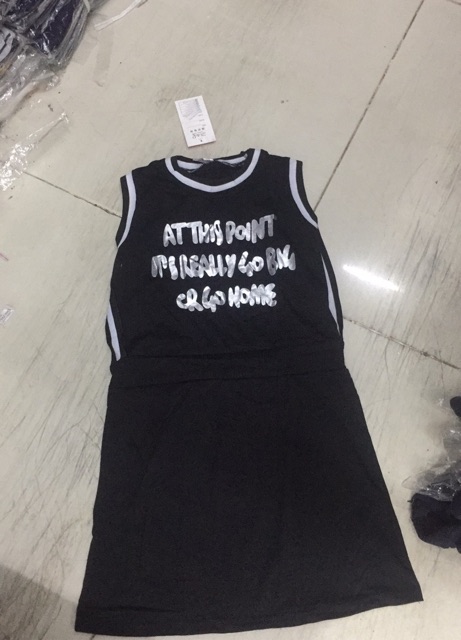 AT THIS POINT
IT'S REALLY GO BIG
OR GO HOME